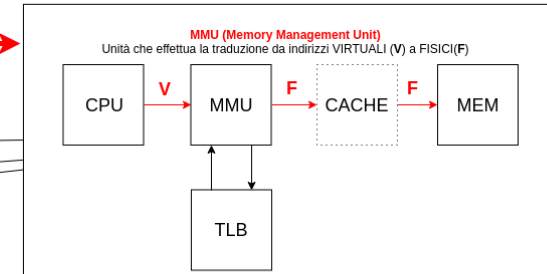 MMU (Memory Management Unit)
Unità che effettua la traduzione da indirizzi VIRTUALI (V) a FISICI(F)
CPU
V
MMU
F
CACHE
F
MEM
TLB